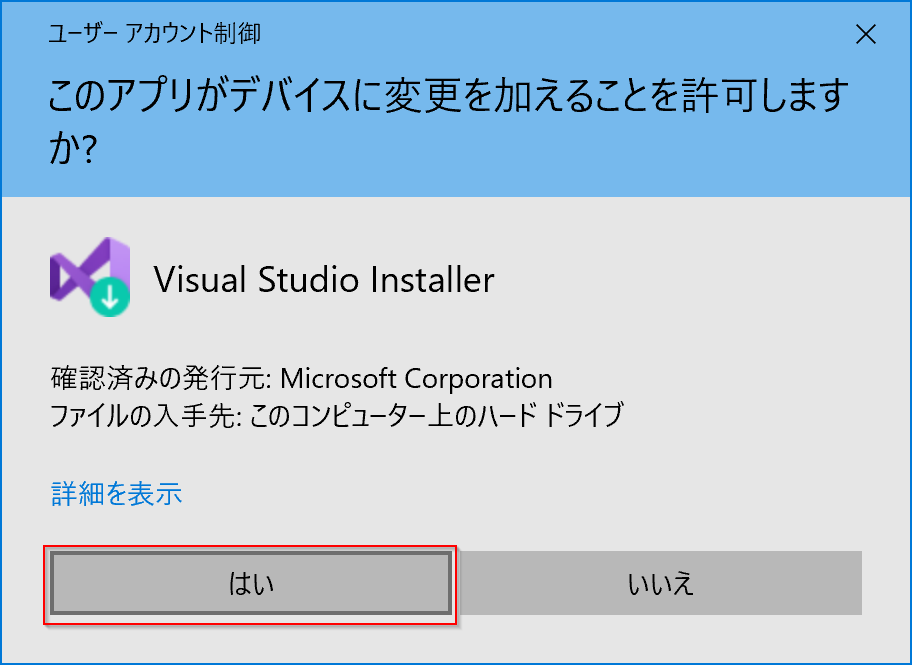 ユーザー アカウント制御
このアプリがデバイスに変更を加えることを許可します
か?
Visual Studio Installer
確認済みの発行元: Microsoft Corporation
ファイルの入手先: このコンピューター上のハード ドライブ
詳細を表示
はい
いいえ